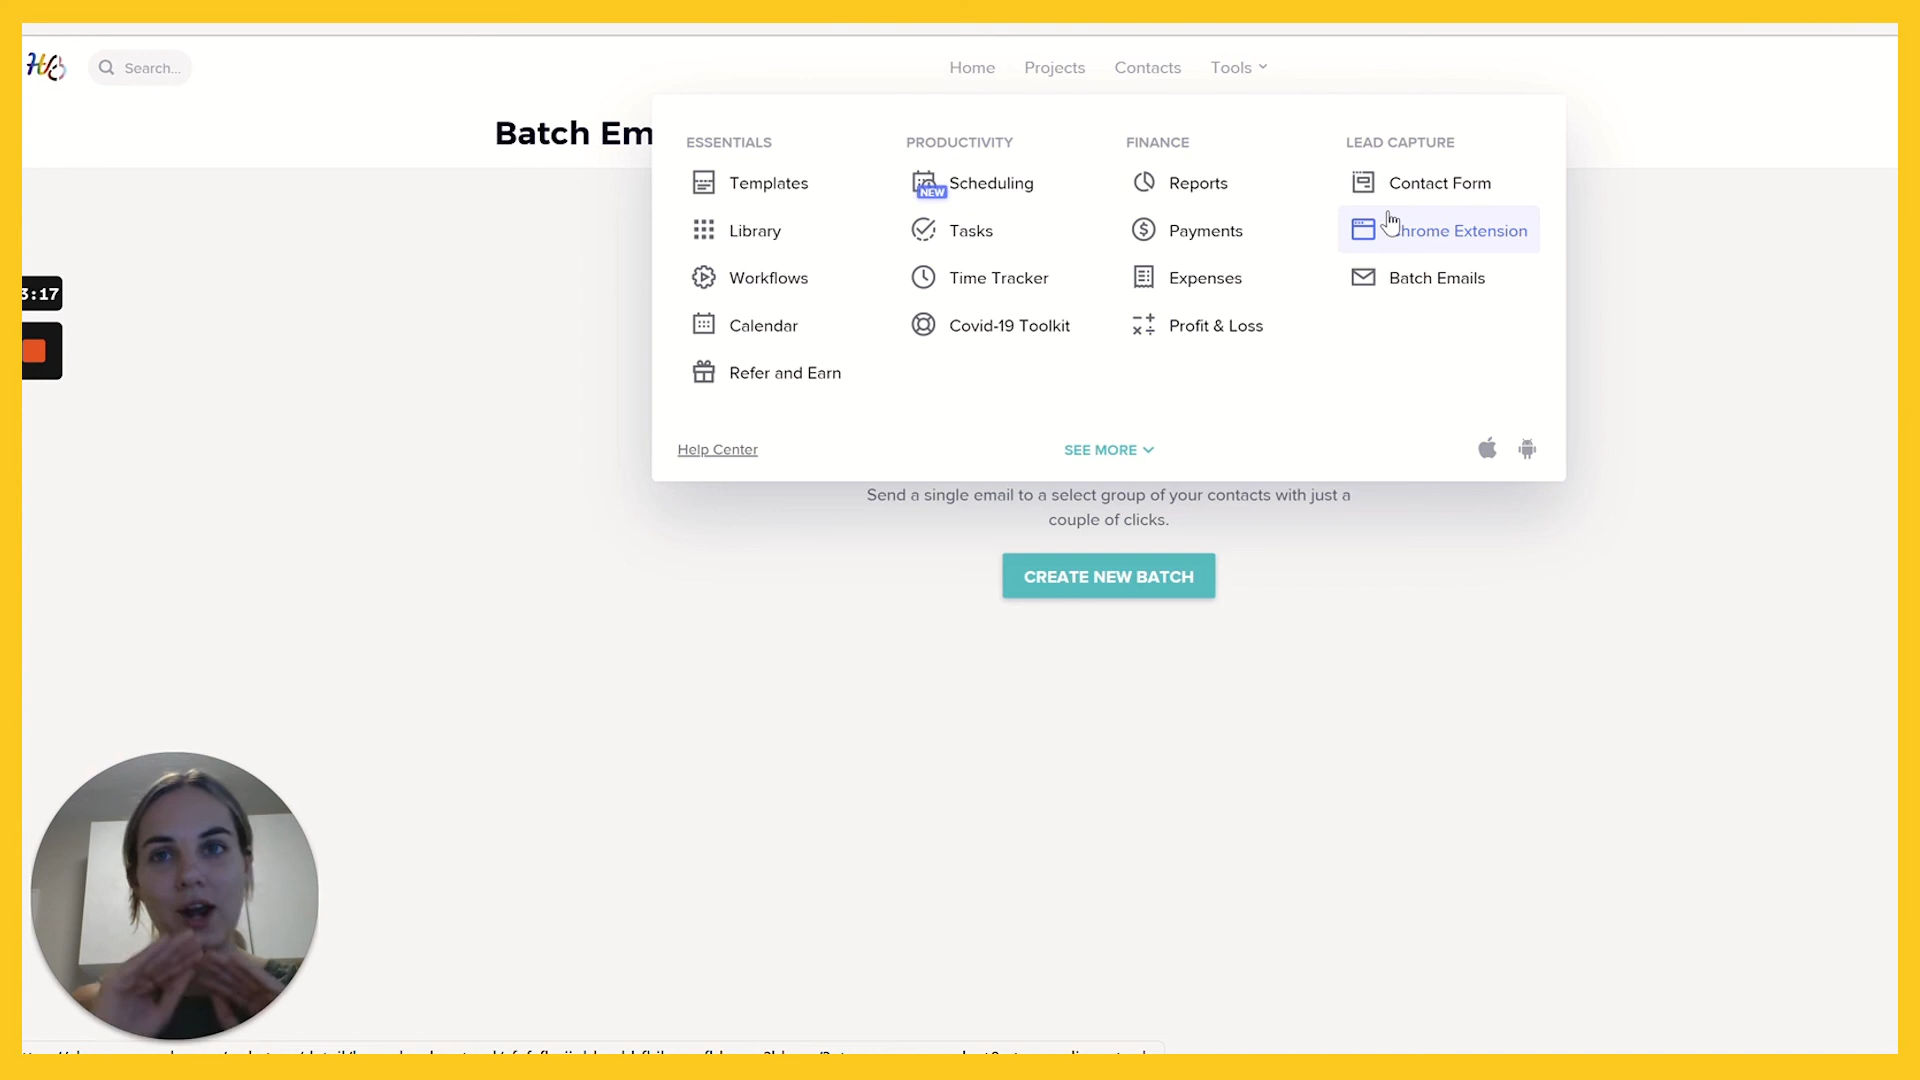 HB
Search...
Home
Projects
Contacts
Tools
Batch Em
ESSENTIALS
Templates
Library
Workflows
Calendar
Refer and Earn
PRODUCTIVITY
NEW
Scheduling
Tasks
Time Tracker
Covid-19 Toolkit
FINANCE
Reports
Payments
Expenses
Profit & Loss
LEAD CAPTURE
Contact Form
Chrome Extension
Batch Emails
Help Center
SEE MORE
3:17
Send a single email to a select group of your contacts with just a
couple of clicks.
CREATE NEW BATCH